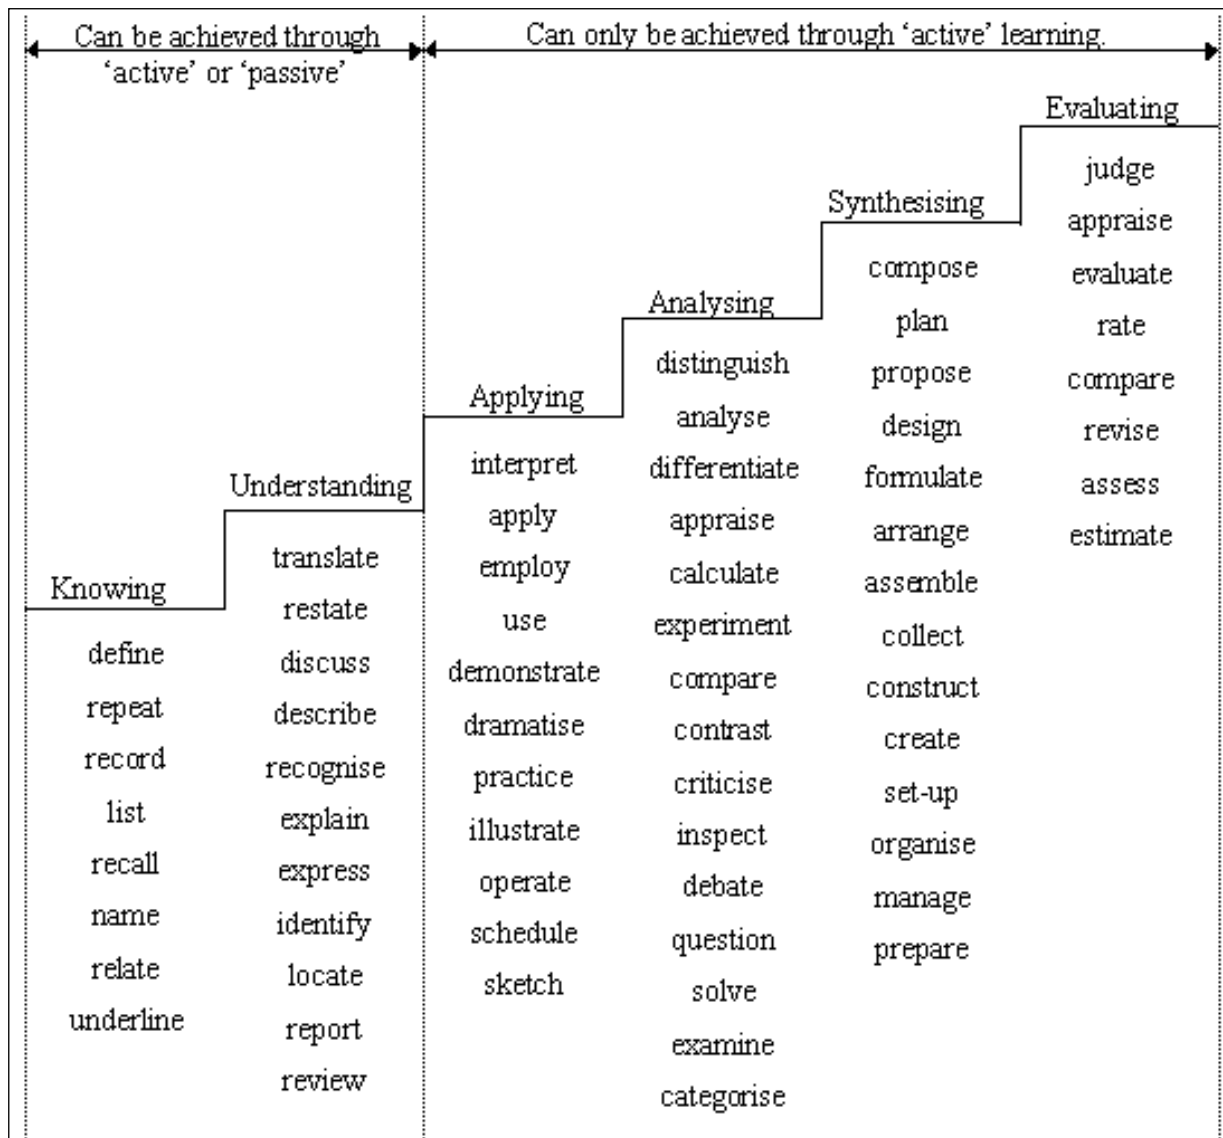 Can be achieved through
‘active’ or ‘passive’
Can only be achieved through ‘active’ learning.
Knowing
define
repeat
record
list
recall
name
relate
underline
Understanding
translate
restate
discuss
describe
recognise
explain
express
identify
locate
report
review
Applying
interpret
apply
employ
use
demonstrate
dramatise
practice
illustrate
operate
schedule
sketch
Analysing
distinguish
analyse
differentiate
appraise
calculate
experiment
compare
contrast
criticise
inspect
debate
question
solve
examine
categorise
Synthesising
compose
plan
propose
design
formulate
arrange
assemble
collect
construct
create
set-up
organise
manage
prepare
Evaluating
judge
appraise
evaluate
rate
compare
revise
assess
estimate